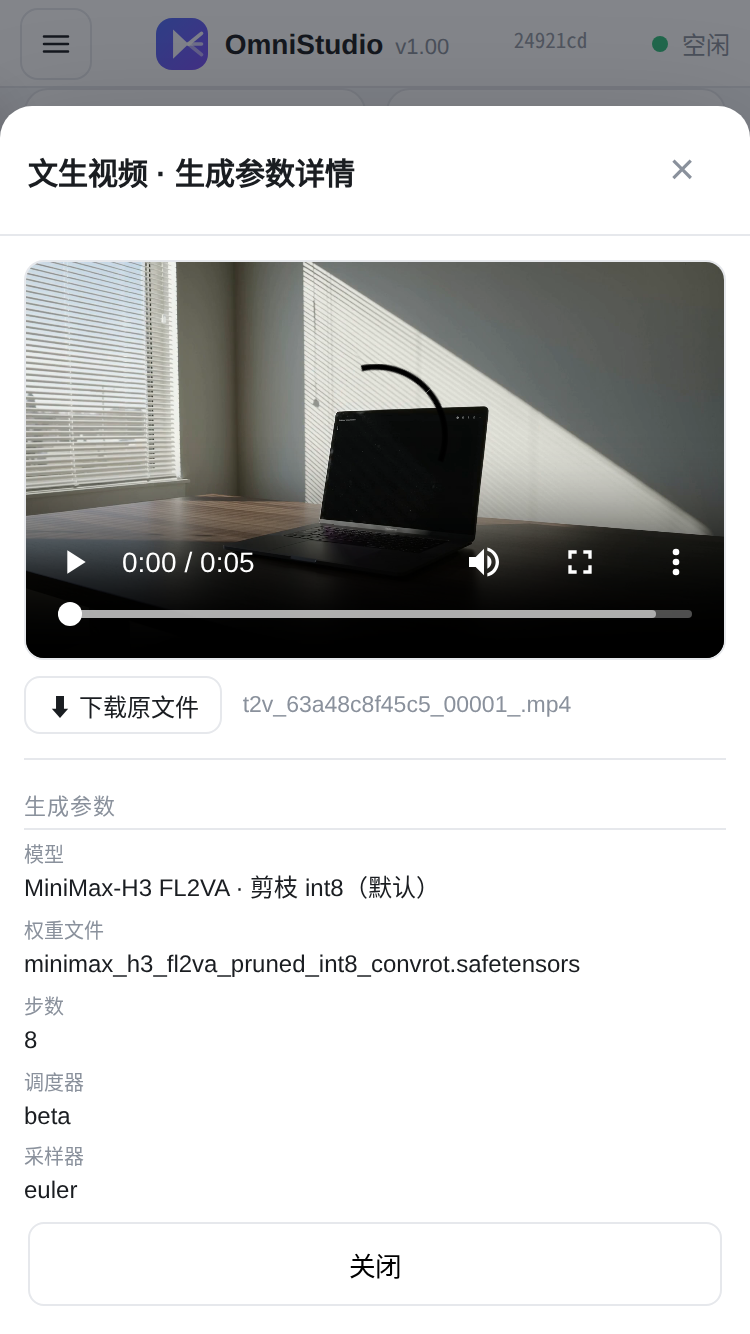 OmniStudio v1.00 24921cd 空闲
文生视频 · 生成参数详情
0:00 / 0:05
下载原文件 t2v_63a48c8f45c5_00001_.mp4
生成参数
模型
MiniMax-H3 FL2VA · 剪枝 int8（默认）
权重文件
minimax_h3_fl2va_pruned_int8_convrot.safetensors
步数
8
调度器
beta
采样器
euler
关闭